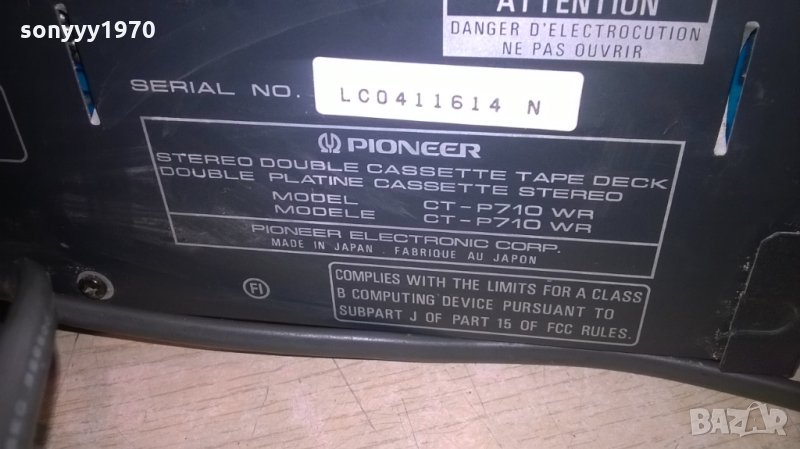 sonyyy1970
ATTENTION
DANGER D'ELECTROCUTION
NE PAS OUVRIR
SERIAL NO. LC0411614 N
PIONEER
STEREO DOUBLE CASSETTE TAPE DECK
DOUBLE PLATINE CASSETTE STEREO
MODEL CT-P710 WR
MODELE CT-P710 WR
PIONEER ELECTRONIC CORP.
MADE IN JAPAN . FABRIQUE AU JAPON
FI
COMPLIES WITH THE LIMITS FOR A CLASS
B COMPUTING DEVICE PURSUANT TO
SUBPART J OF PART 15 OF FCC RULES.
BAZAR